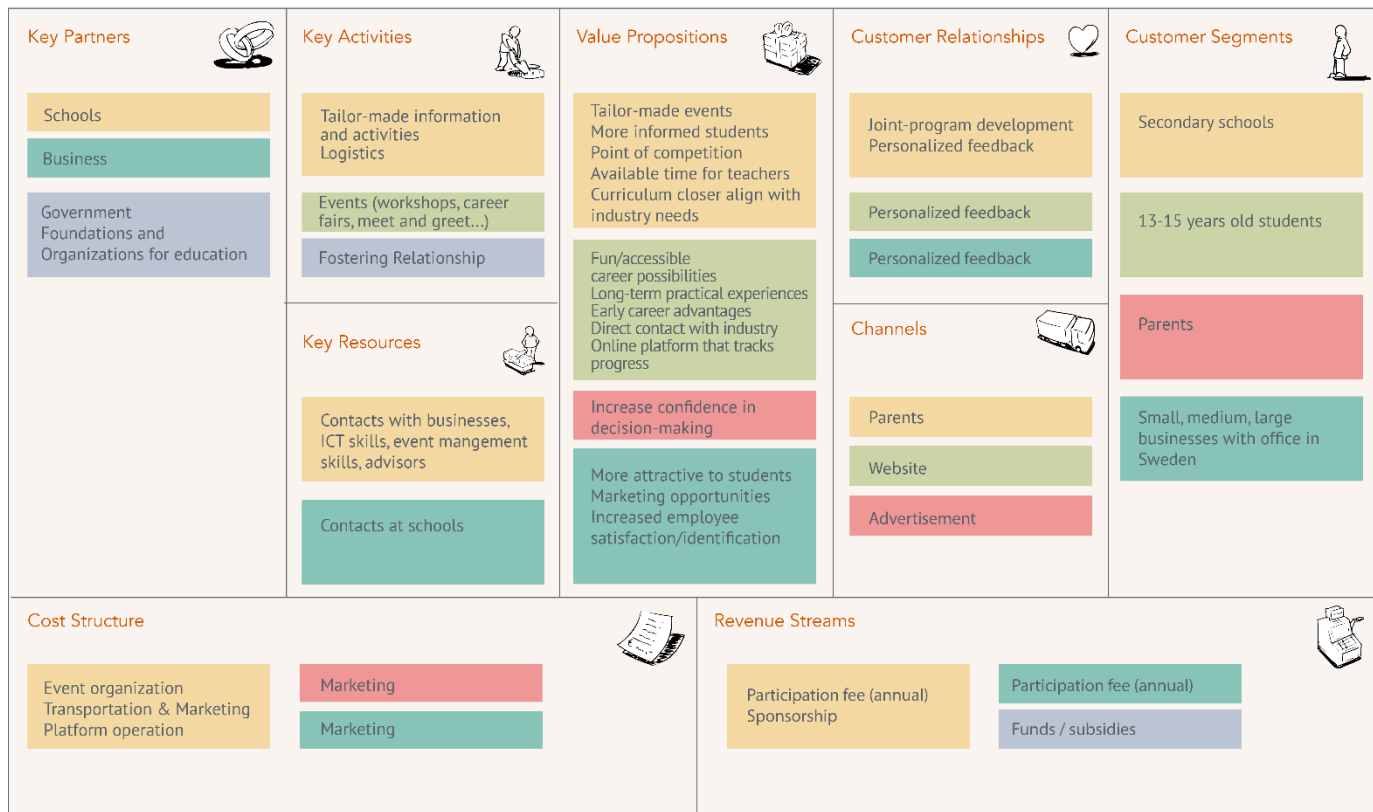 Key Partners
Schools
Business
Government
Foundations and
Organizations for education
Key Activities
Tailor-made information
and activities
Logistics
Events (workshops, career
fairs, meet and greet...)
Fostering Relationship
Key Resources
Contacts with businesses,
ICT skills, event mangement
skills, advisors
Contacts at schools
Value Propositions
Tailor-made events
More informed students
Point of competition
Available time for teachers
Curriculum closer align with
industry needs
Fun/accessible
career possibilities
Long-term practical experiences
Early career advantages
Direct contact with industry
Online platform that tracks
progress
Increase confidence in
decision-making
More attractive to students
Marketing opportunities
Increased employee
satisfaction/identification
Customer Relationships
Joint-program development
Personalized feedback
Personalized feedback
Personalized feedback
Channels
Parents
Website
Advertisement
Customer Segments
Secondary schools
13-15 years old students
Parents
Small, medium, large
businesses with office in
Sweden
Cost Structure
Event organization
Transportation & Marketing
Platform operation
Marketing
Marketing
Revenue Streams
Participation fee (annual)
Sponsorship
Participation fee (annual)
Funds / subsidies